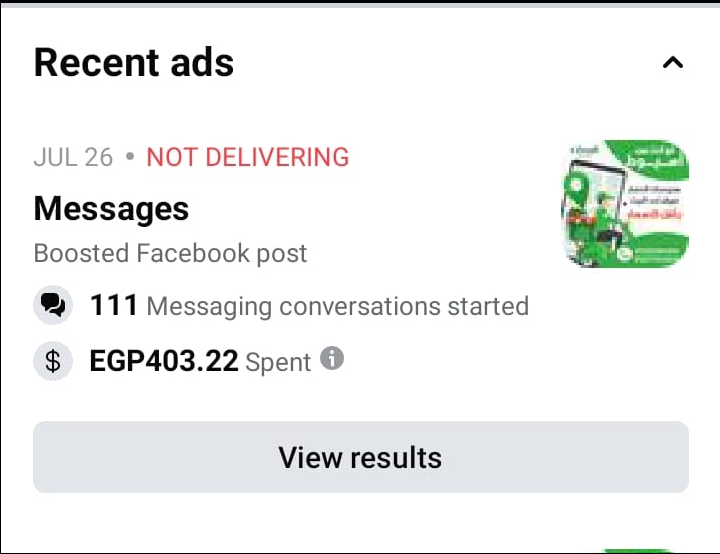 Recent ads
JUL 26 • NOT DELIVERING
Messages
Boosted Facebook post
111 Messaging conversations started
$ EGP403.22 Spent i
View results
أسيوط